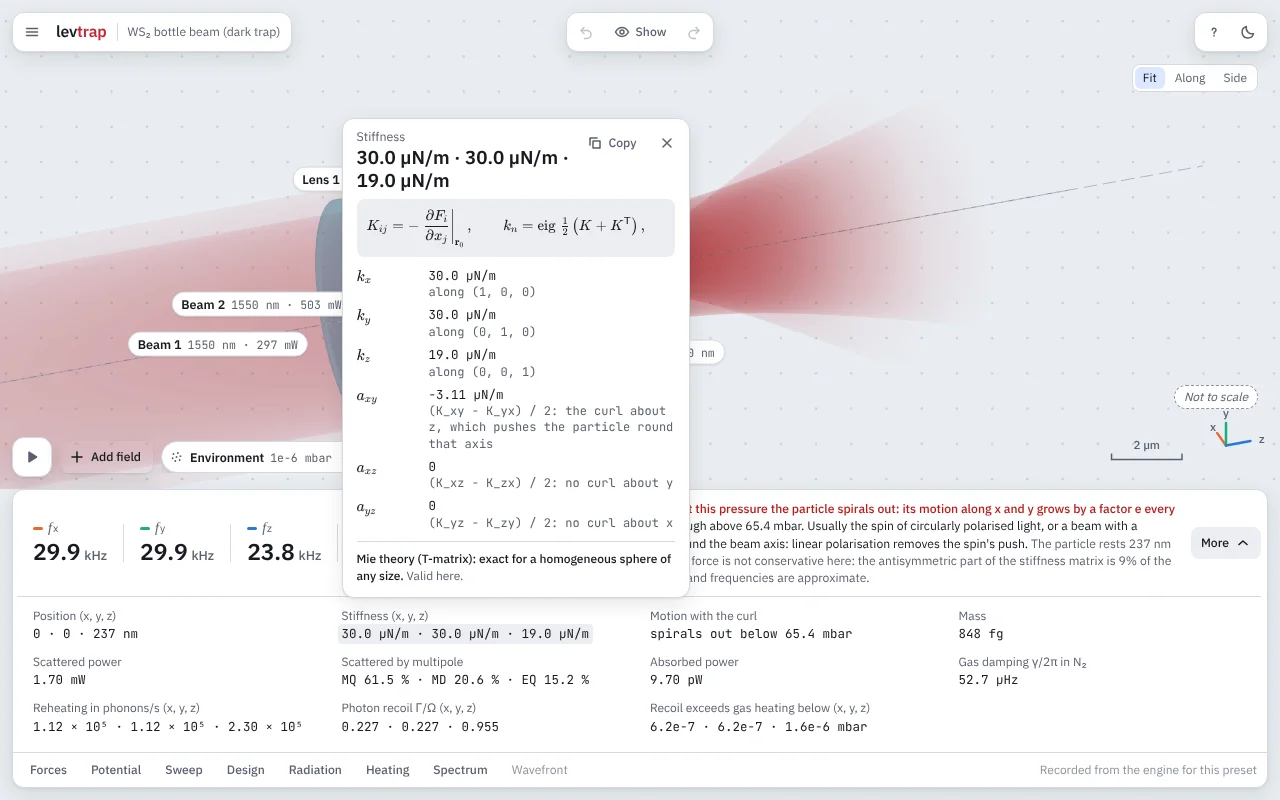 levtrap
WS₂ bottle beam (dark trap)
Show
?
Fit
Along
Side
Stiffness
Copy
30.0 µN/m · 30.0 µN/m ·
19.0 µN/m
Lens 1
K_ij = − ∂F_i/∂x_j |_r₀ , k_n = eig ½ (K + K^T) ,
k_x
30.0 µN/m
along (1, 0, 0)
Beam 2 1550 nm · 503 mW
k_y
30.0 µN/m
along (0, 1, 0)
Beam 1 1550 nm · 297 mW
k_z
19.0 µN/m
along (0, 0, 1)
nm
a_xy
-3.11 µN/m
(K_xy - K_yx) / 2: the curl about
z, which pushes the particle round
that axis
a_xz
0
(K_xz - K_zx) / 2: no curl about y
a_yz
0
(K_yz - K_zy) / 2: no curl about x
Mie theory (T-matrix): exact for a homogeneous sphere of
any size. Valid here.
Not to scale
y
x
z
2 µm
Add field
Environment 1e-6 mbar
f_x
29.9 kHz
f_y
29.9 kHz
f_z
23.8 kHz
t this pressure the particle spirals out: its motion along x and y grows by a factor e every
ugh above 65.4 mbar. Usually the spin of circularly polarised light, or a beam with a
und the beam axis: linear polarisation removes the spin's push. The particle rests 237 nm
force is not conservative here: the antisymmetric part of the stiffness matrix is 9% of the
and frequencies are approximate.
More
Position (x, y, z)
0 · 0 · 237 nm
Stiffness (x, y, z)
30.0 µN/m · 30.0 µN/m · 19.0 µN/m
Motion with the curl
spirals out below 65.4 mbar
Mass
848 fg
Scattered power
1.70 mW
Scattered by multipole
MQ 61.5 % · MD 20.6 % · EQ 15.2 %
Absorbed power
9.70 pW
Gas damping γ/2π in N₂
52.7 µHz
Reheating in phonons/s (x, y, z)
1.12 × 10⁵ · 1.12 × 10⁵ · 2.30 × 10⁵
Photon recoil Γ/Ω (x, y, z)
0.227 · 0.227 · 0.955
Recoil exceeds gas heating below (x, y, z)
6.2e-7 · 6.2e-7 · 1.6e-6 mbar
Forces
Potential
Sweep
Design
Radiation
Heating
Spectrum
Wavefront
Recorded from the engine for this preset